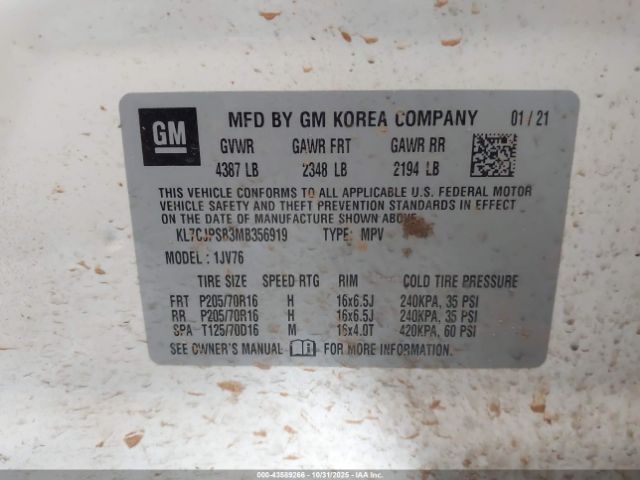 GM
MFD BY GM KOREA COMPANY 01 / 21
GVWR GAWR FRT GAWR RR
4387 LB 2348 LB 2194 LB
THIS VEHICLE CONFORMS TO ALL APPLICABLE U.S. FEDERAL MOTOR
VEHICLE SAFETY AND THEFT PREVENTION STANDARDS IN EFFECT
ON THE DATE OF MANUFACTURE SHOWN ABOVE.
KL7CJPSB3MB356919 TYPE: MPV
MODEL : 1JV76
TIRE SIZE SPEED RTG RIM COLD TIRE PRESSURE
FRT P205/70R16 H 16x6.5J 240KPA, 35 PSI
RR P205/70R16 H 16x6.5J 240KPA, 35 PSI
SPA T125/70D16 M 16x4.0T 420KPA, 60 PSI
SEE OWNER'S MANUAL FOR MORE INFORMATION.
000-43589266 - 10/31/2025 - IAA Inc.